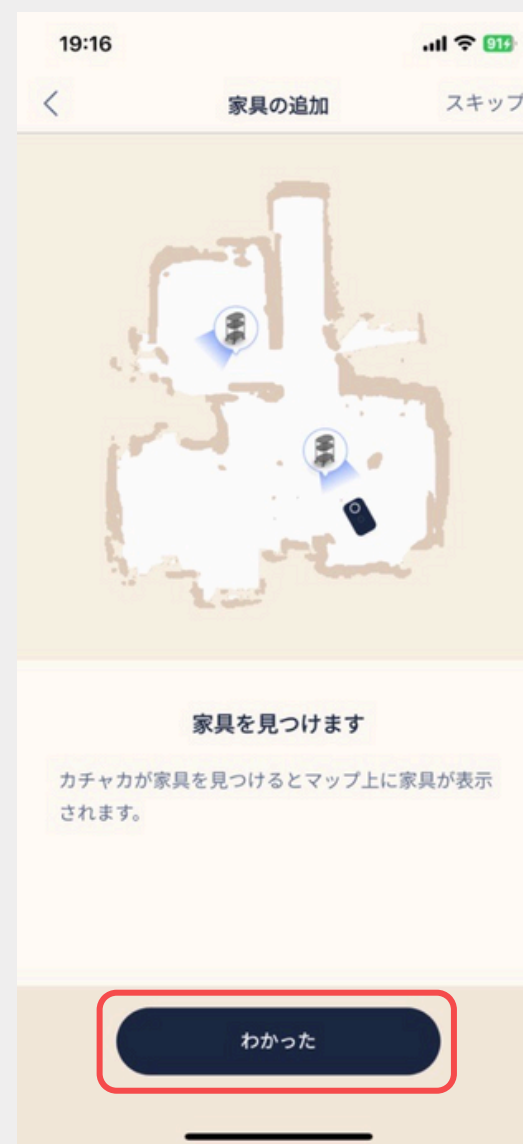 19:16
91
家具の追加
スキップ
家具を見つけます
カチャカが家具を見つけるとマップ上に家具が表示
されます。
わかった